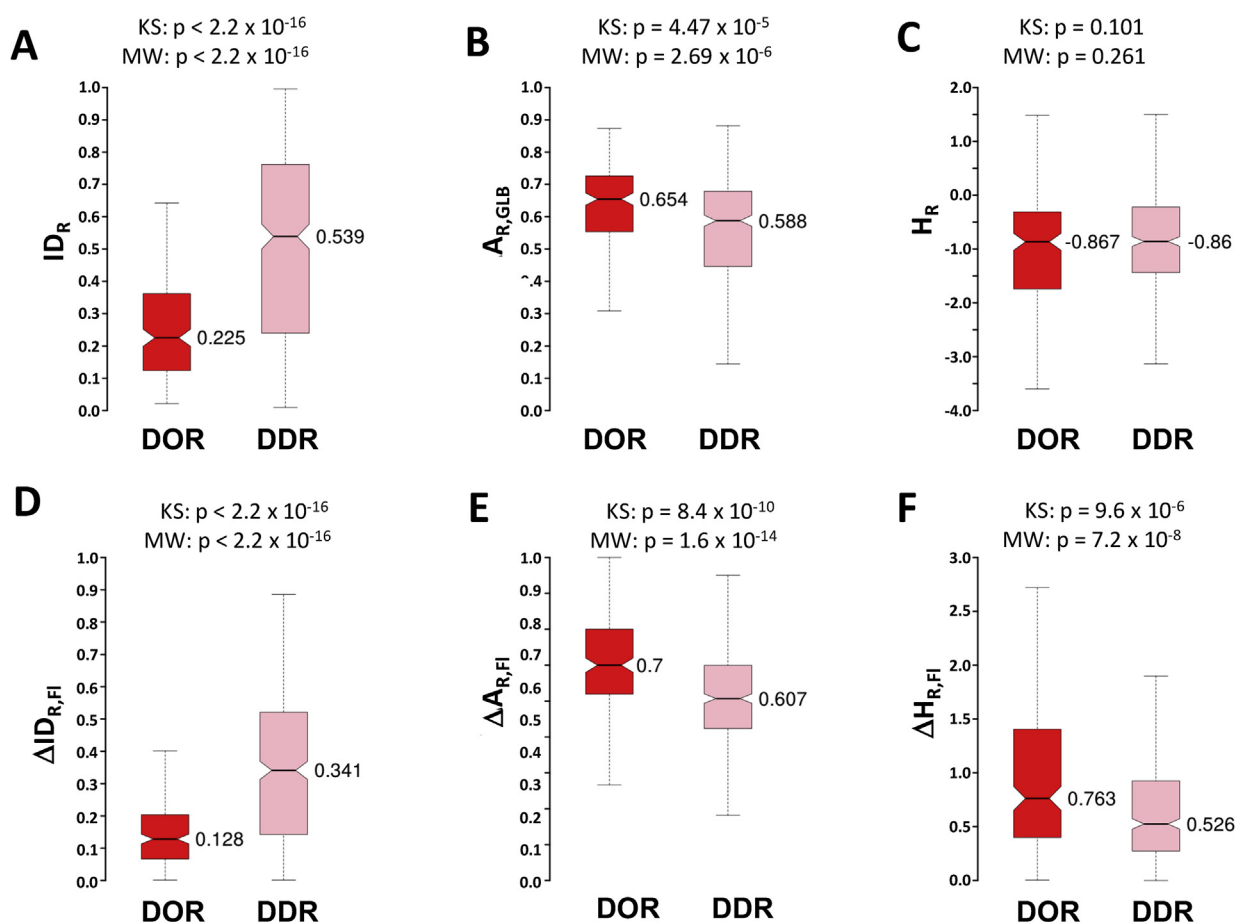 A
KS: p < 2.2 x 10⁻¹⁶
MW: p < 2.2 x 10⁻¹⁶
ID_R
1.0
0.9
0.8
0.7
0.6
0.5
0.4
0.3
0.2
0.1
0.0
0.225
0.539
DOR DDR
B
KS: p = 4.47 x 10⁻⁵
MW: p = 2.69 x 10⁻⁶
A_R,GLB
1.0
0.9
0.8
0.7
0.6
0.5
0.4
0.3
0.2
0.1
0.0
0.654
0.588
DOR DDR
C
KS: p = 0.101
MW: p = 0.261
H_R
2.0
1.0
0.0
-1.0
-2.0
-3.0
-4.0
-0.867
-0.86
DOR DDR
D
KS: p < 2.2 x 10⁻¹⁶
MW: p < 2.2 x 10⁻¹⁶
ΔID_R,FI
1.0
0.9
0.8
0.7
0.6
0.5
0.4
0.3
0.2
0.1
0.0
0.128
0.341
DOR DDR
E
KS: p = 8.4 x 10⁻¹⁰
MW: p = 1.6 x 10⁻¹⁴
ΔA_R,FI
1.0
0.9
0.8
0.7
0.6
0.5
0.4
0.3
0.2
0.1
0.0
0.7
0.607
DOR DDR
F
KS: p = 9.6 x 10⁻⁶
MW: p = 7.2 x 10⁻⁸
ΔH_R,FI
3.0
2.5
2.0
1.5
1.0
0.5
0.0
0.763
0.526
DOR DDR